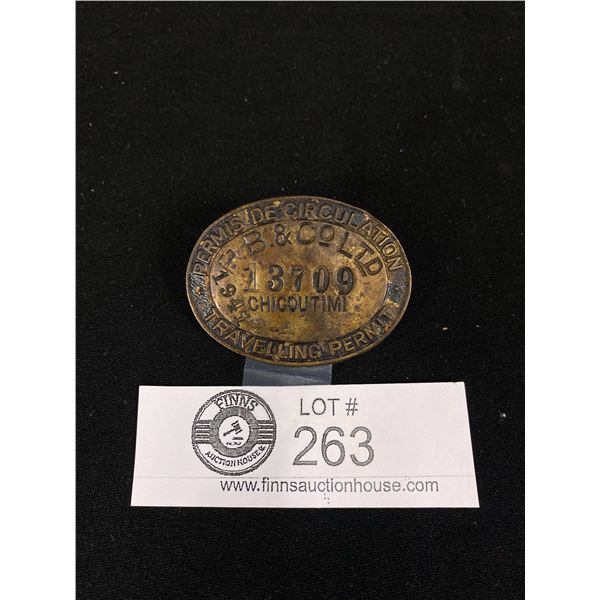 PERMIS DE CIRCULATION
P.B. & Co LTD
13709
CHICOUTIMI
TRAVELLING PERMIT
LOT #
263
FINNS
AUCTION HOUSE
www.finnsauctionhouse.com